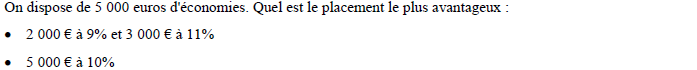 On dispose de 5 000 euros d'économies. Quel est le placement le plus avantageux :
• 2 000 € à 9% et 3 000 € à 11%
• 5 000 € à 10%